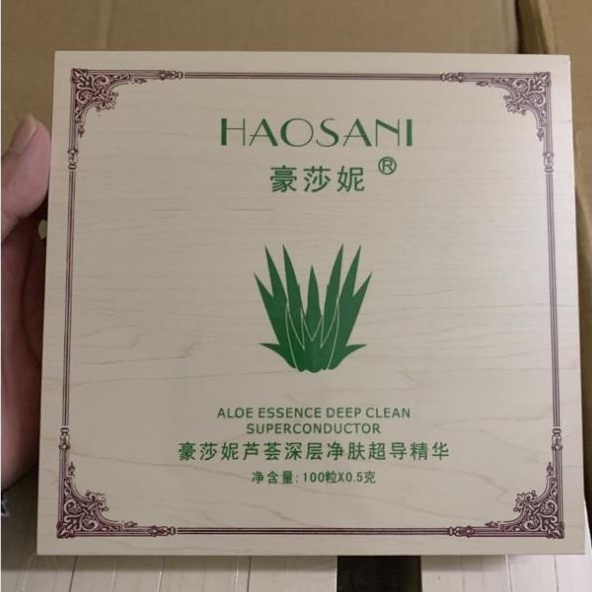 HAOSANI
豪莎妮®
ALOE ESSENCE DEEP CLEAN
SUPERCONDUCTOR
豪莎妮芦荟深层净肤超导精华
净含量:100粒X0.5克